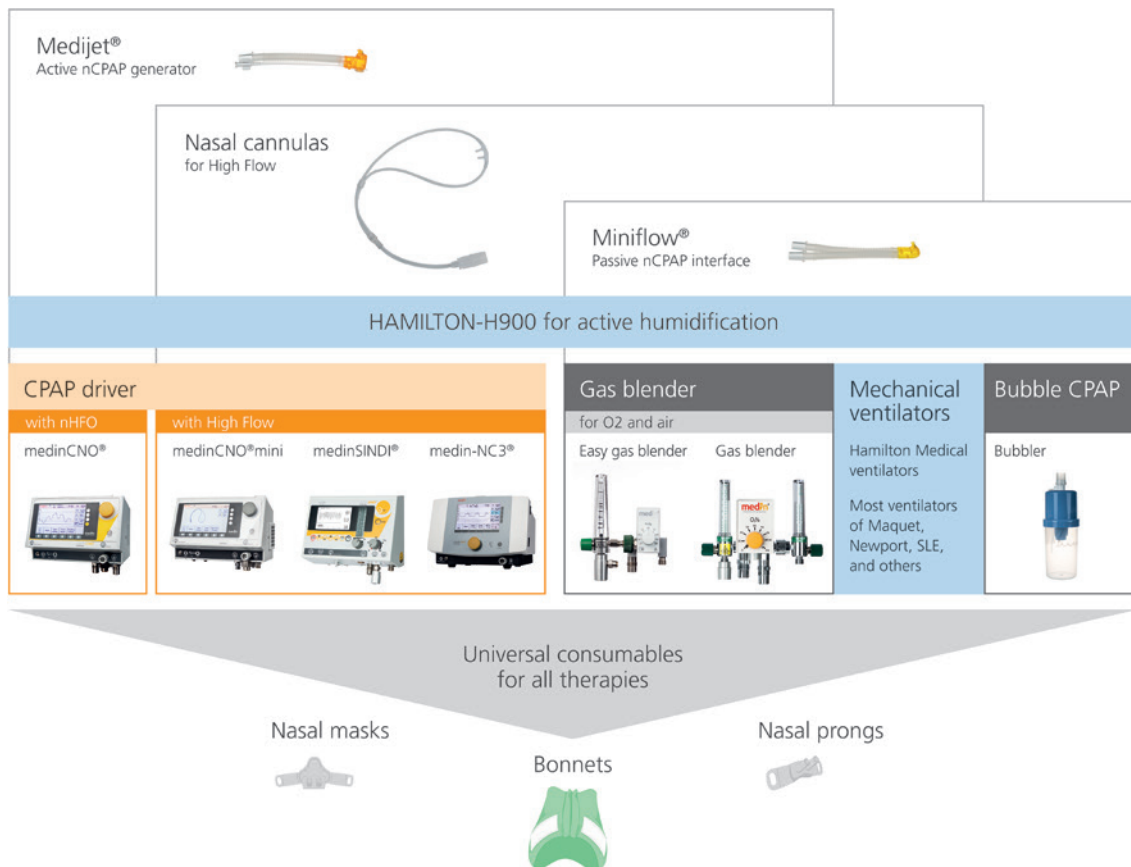 Medijet®
Active nCPAP generator
Nasal cannulas
for High Flow
Miniflow®
Passive nCPAP interface
HAMILTON-H900 for active humidification
CPAP driver
with nHFO
with High Flow
medinCNO®
medinCNO®mini
medinSINDI®
medin-NC3®
Gas blender
for O2 and air
Easy gas blender
Gas blender
medin
Mechanical
ventilators
Hamilton Medical
ventilators
Most ventilators
of Maquet,
Newport, SLE,
and others
Bubble CPAP
Bubbler
Universal consumables
for all therapies
Nasal masks
Nasal prongs
Bonnets